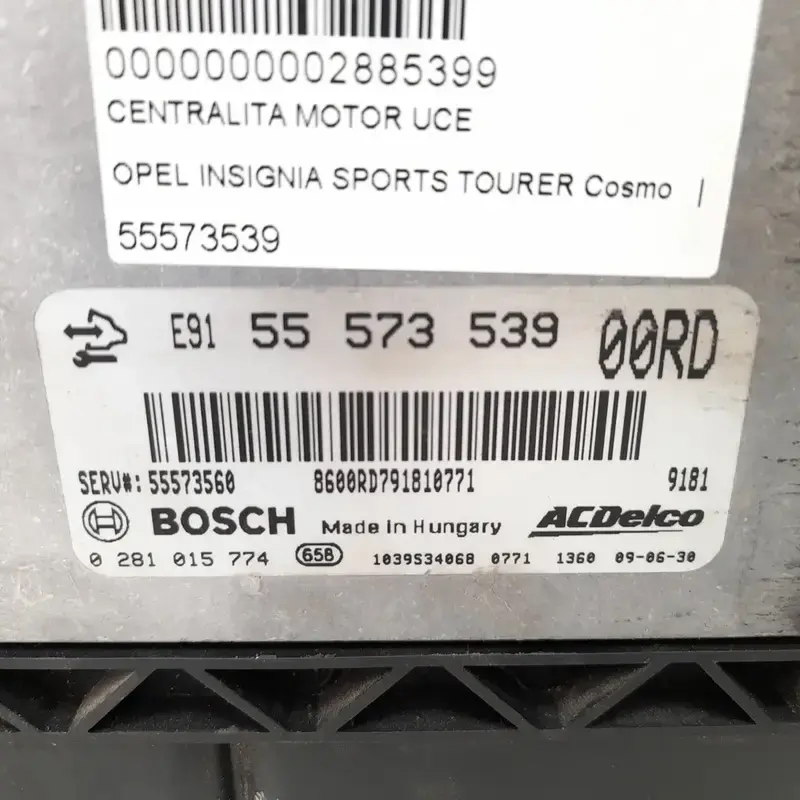 0000000002885399
CENTRALITA MOTOR UCE
OPEL INSIGNIA SPORTS TOURER Cosmo |
55573539
E91 55 573 539 00RD
SERV#: 55573560 8600RD791810771 9181
BOSCH Made in Hungary ACDelco
0 281 015 774 658 1039S34068 0771 1360 09-06-30